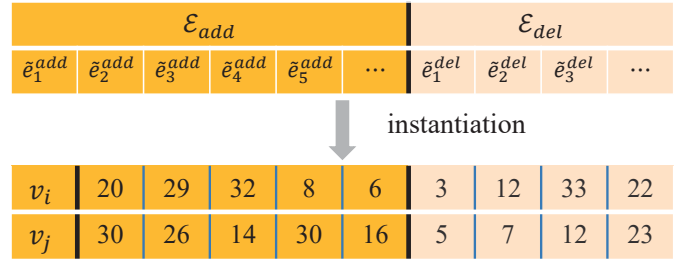 ℰ_add ℰ_del
ẽ_1^add ẽ_2^add ẽ_3^add ẽ_4^add ẽ_5^add ⋯ ẽ_1^del ẽ_2^del ẽ_3^del ⋯
instantiation
v_i 20 29 32 8 6 3 12 33 22
v_j 30 26 14 30 16 5 7 12 23